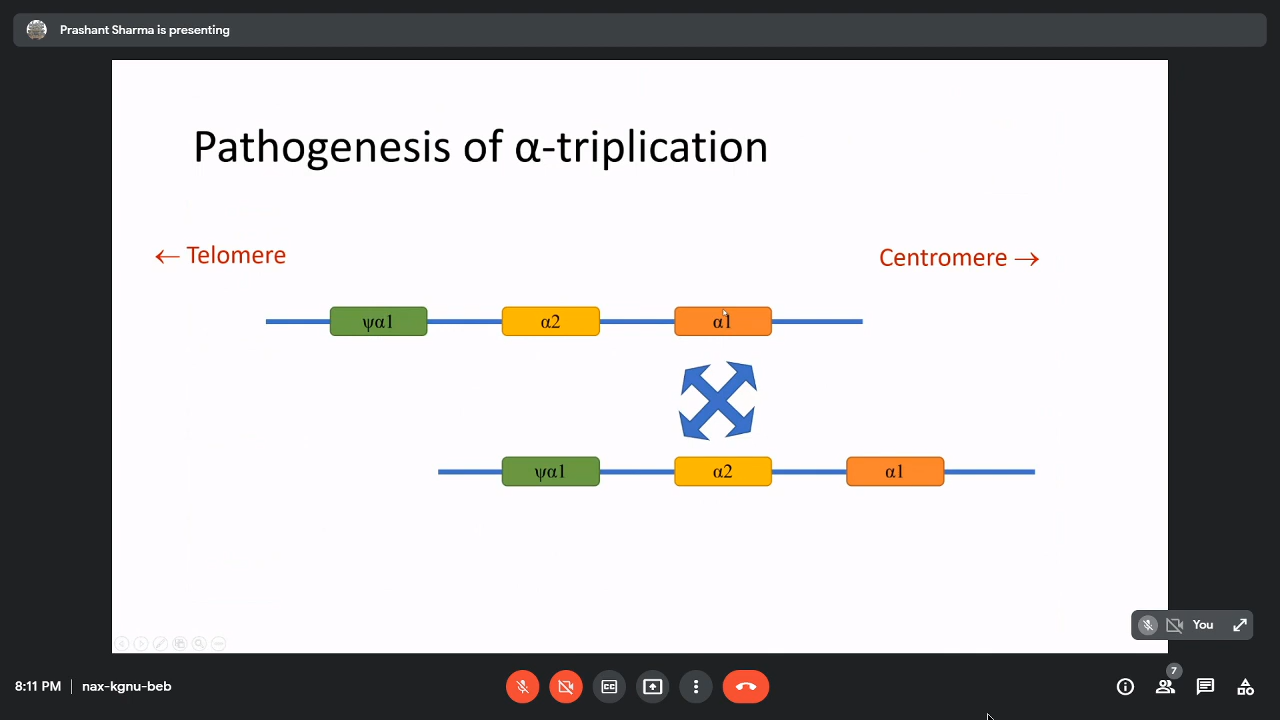 Prashant Sharma is presenting
Pathogenesis of α-triplication
← Telomere
Centromere →
ψα1 α2 α1
ψα1 α2 α1
You
8:11 PM | nax-kgnu-beb
7